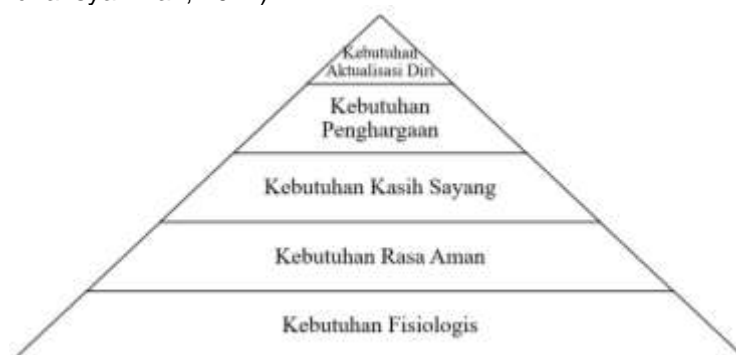 Kebutuhan
Aktualisasi Diri
Kebutuhan
Penghargaan
Kebutuhan Kasih Sayang
Kebutuhan Rasa Aman
Kebutuhan Fisiologis